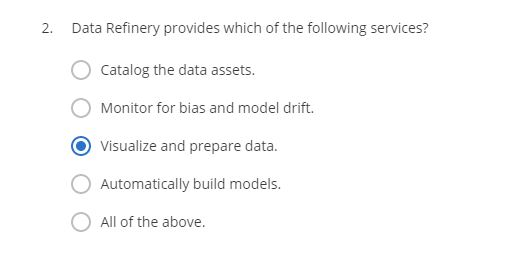 2. Data Refinery provides which of the following services?
Catalog the data assets.
Monitor for bias and model drift.
Visualize and prepare data.
Automatically build models.
All of the above.